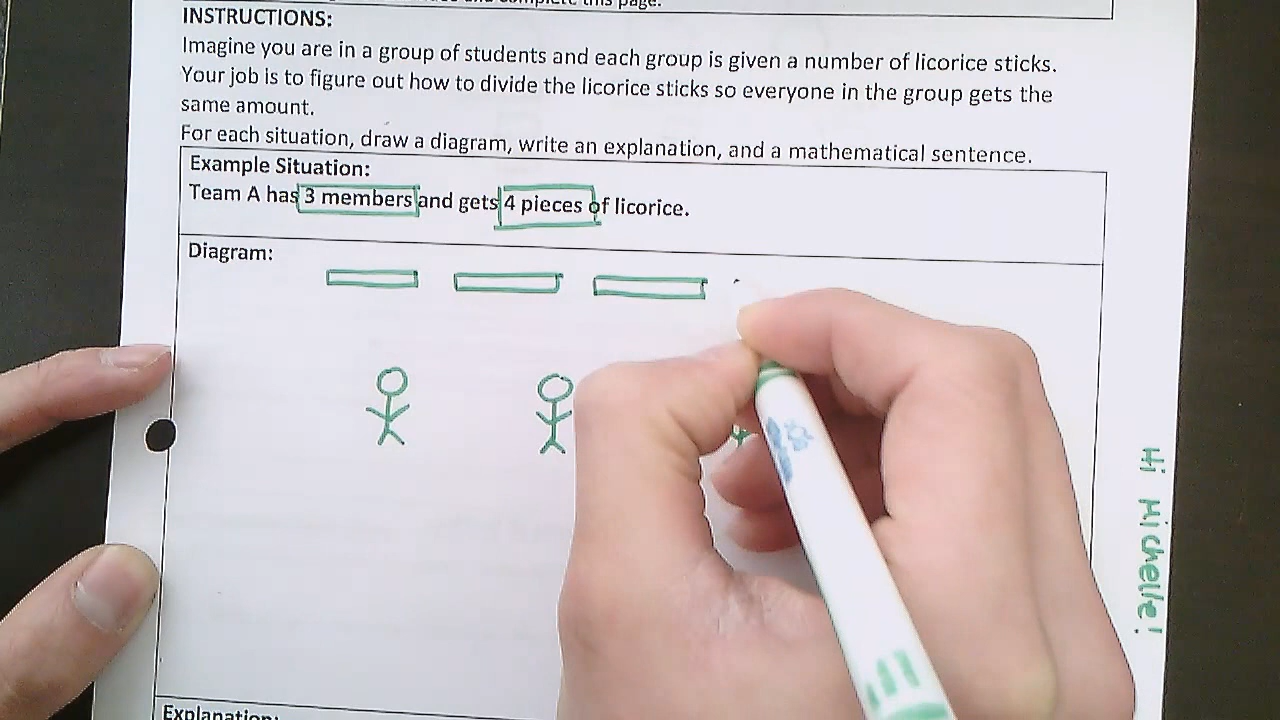 complete this page.
INSTRUCTIONS:
Imagine you are in a group of students and each group is given a number of licorice sticks.
Your job is to figure out how to divide the licorice sticks so everyone in the group gets the
same amount.
For each situation, draw a diagram, write an explanation, and a mathematical sentence.
Example Situation:
Team A has 3 members and gets 4 pieces of licorice.
Diagram:
Explanation:
Hi Michelle!